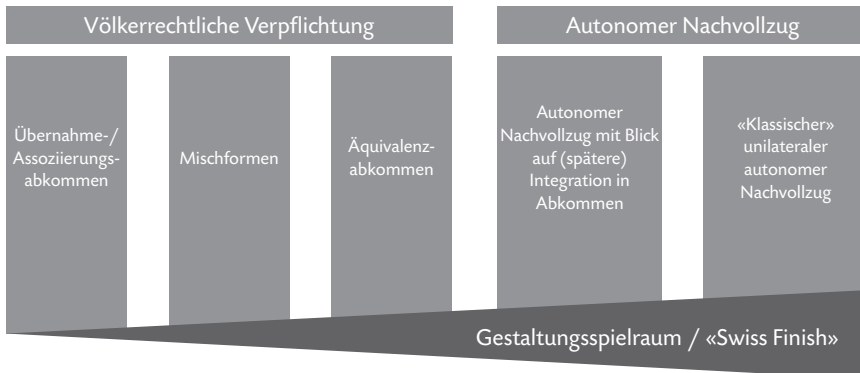 Völkerrechtliche Verpflichtung
Autonomer Nachvollzug
Übernahme-/
Assoziierungs-
abkommen
Mischformen
Äquivalenz-
abkommen
Autonomer
Nachvollzug mit Blick
auf (spätere)
Integration in
Abkommen
«Klassischer»
unilateraler
autonomer
Nachvollzug
Gestaltungsspielraum / «Swiss Finish»